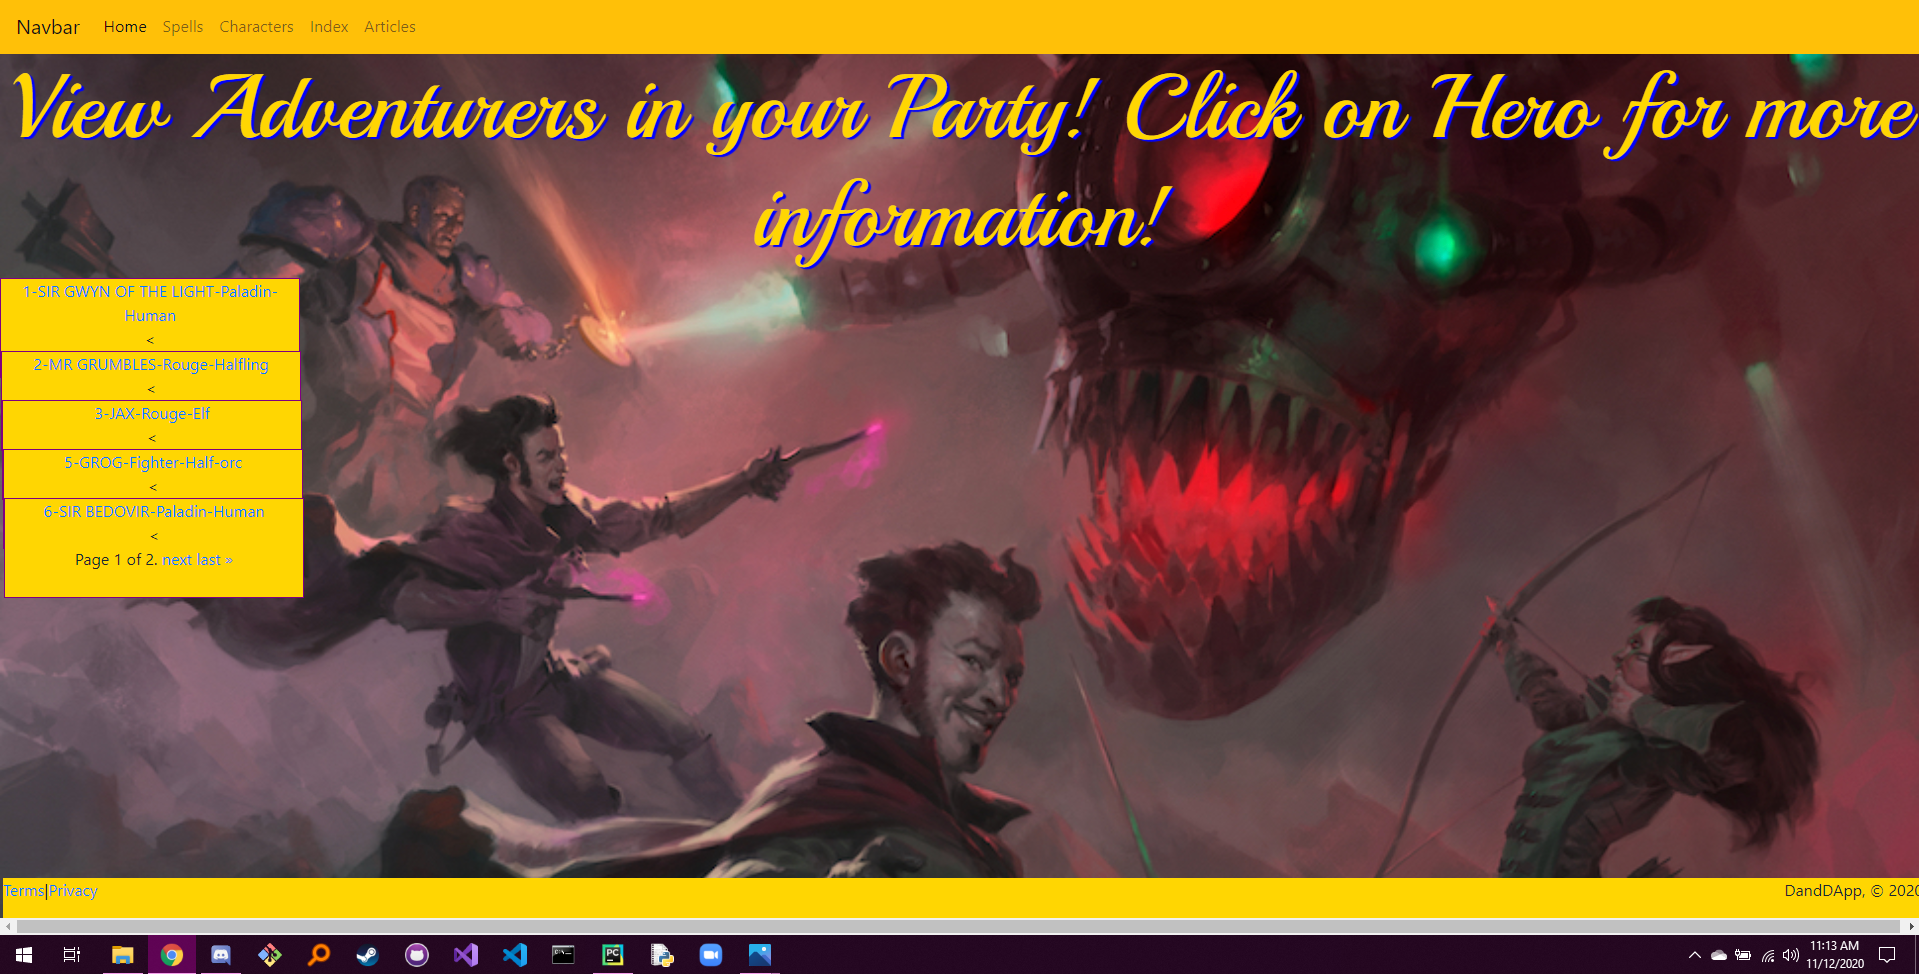 Navbar Home Spells Characters Index Articles
View Adventurers in your Party! Click on Hero for more
information!
1-SIR GWYN OF THE LIGHT-Paladin-
Human
<
2-MR GRUMBLES-Rouge-Halfling
<
3-JAX-Rouge-Elf
<
5-GROG-Fighter-Half-orc
<
6-SIR BEDOVIR-Paladin-Human
<
Page 1 of 2. next last »
Terms|Privacy
DandDApp, © 2020
PC
11:13 AM
11/12/2020